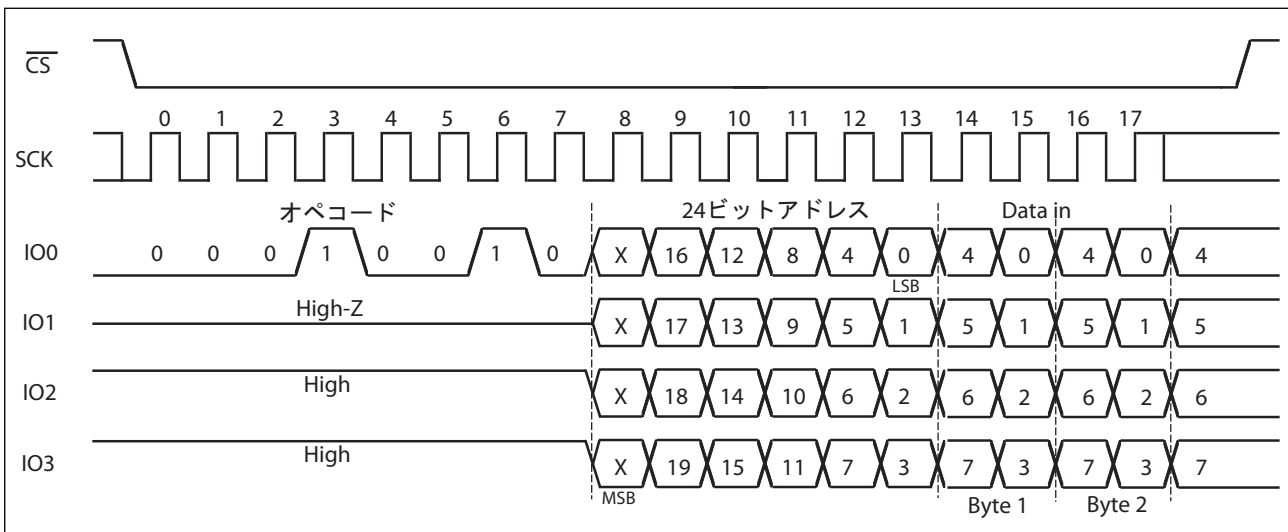 CS
0 1 2 3 4 5 6 7 8 9 10 11 12 13 14 15 16 17
SCK
オペコード 24ビットアドレス Data in
IO0 0 0 0 1 0 0 1 0 X 16 12 8 4 0 4 0 4 0 4
LSB
IO1 High-Z X 17 13 9 5 1 5 1 5 1 5
IO2 High X 18 14 10 6 2 6 2 6 2 6
IO3 High X 19 15 11 7 3 7 3 7 3 7
MSB Byte 1 Byte 2